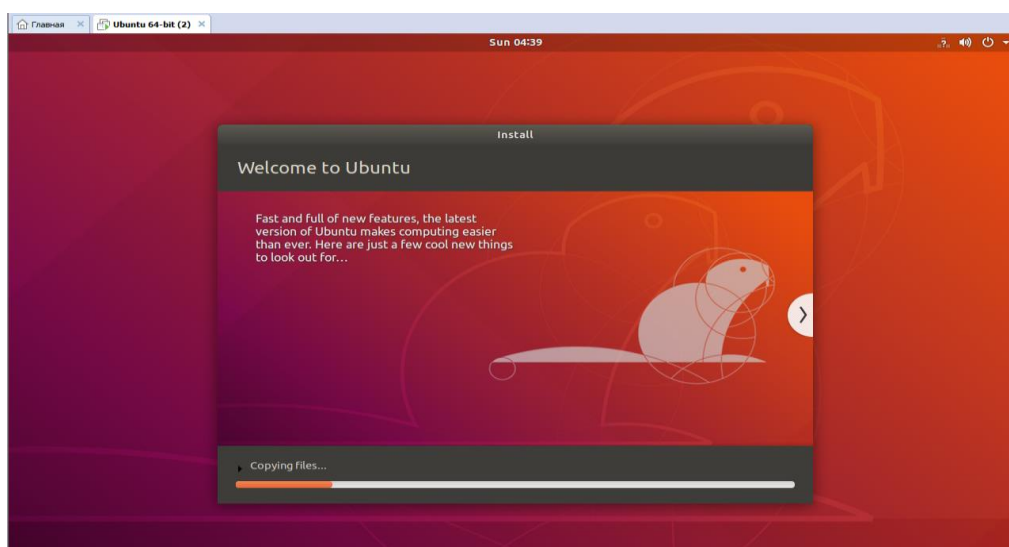 Главная
Ubuntu 64-bit (2)
Sun 04:39
Install
Welcome to Ubuntu
Fast and full of new features, the latest
version of Ubuntu makes computing easier
than ever. Here are just a few cool new things
to look out for...
Copying files...